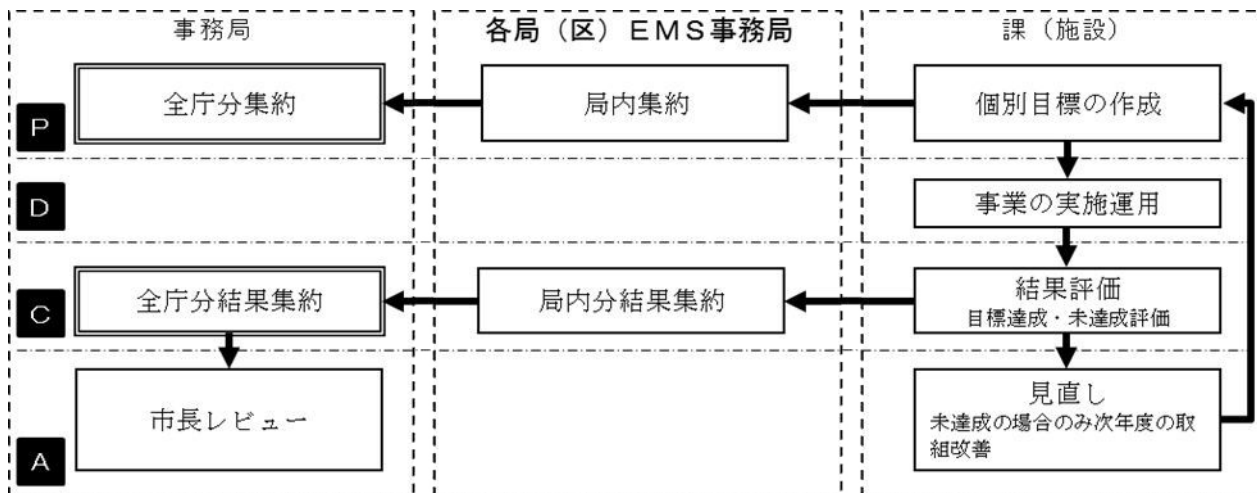 事務局
各局（区）ＥＭＳ事務局
課（施設）
P
全庁分集約
局内集約
個別目標の作成
D
事業の実施運用
C
全庁分結果集約
局内分結果集約
結果評価
目標達成・未達成評価
A
市長レビュー
見直し
未達成の場合のみ次年度の取
組改善